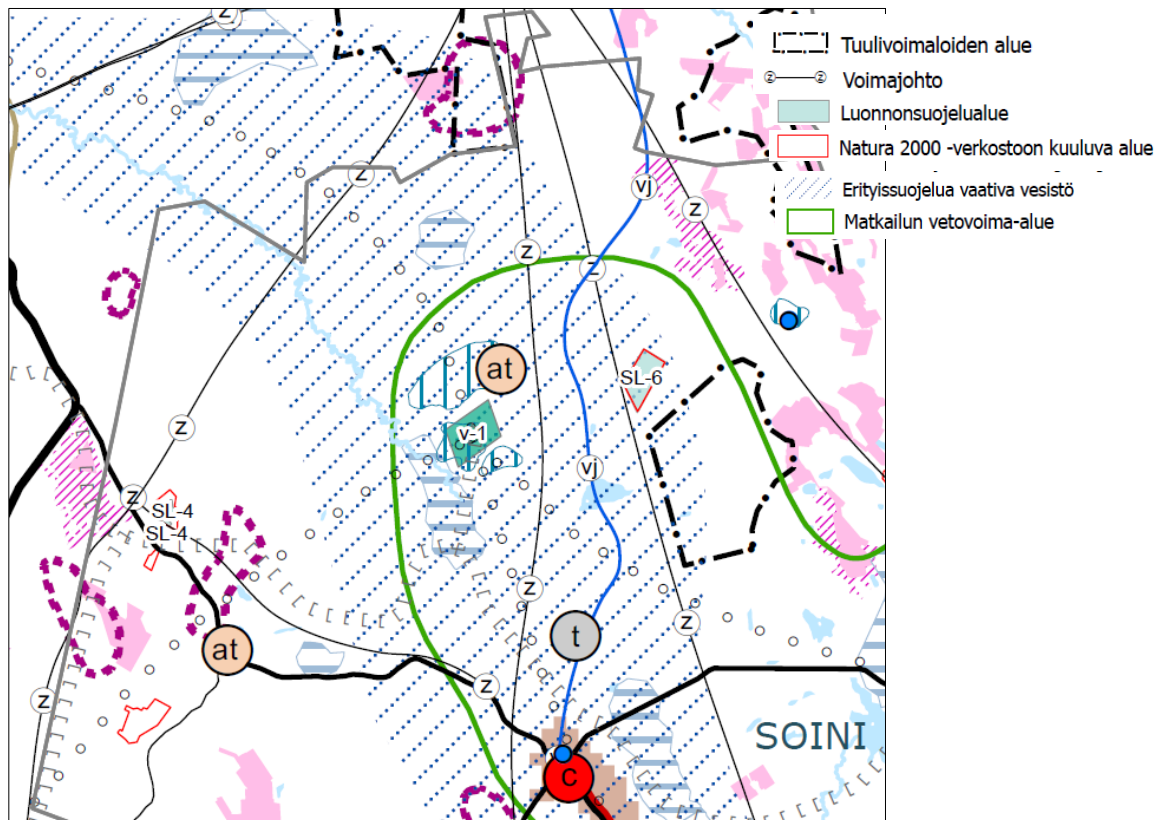 z
Tuulivoimaloiden alue
z z Voimajohto
Luonnonsuojelualue
Natura 2000 -verkostoon kuuluva alue
Erityissuojelua vaativa vesistö
Matkailun vetovoima-alue
z
vj
z
z
z
at
SL-6
z
v-1
vj
z
SL-4
SL-4
z
t
z
at
z
z
SOINI
c